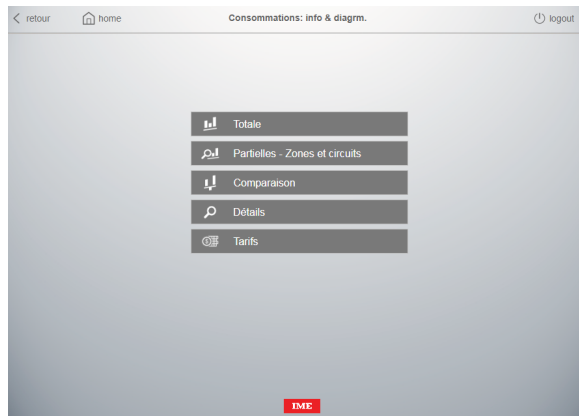 retour
home
Consommations: info & diagrm.
logout
Totale
Partielles - Zones et circuits
Comparaison
Détails
Tarifs
IME